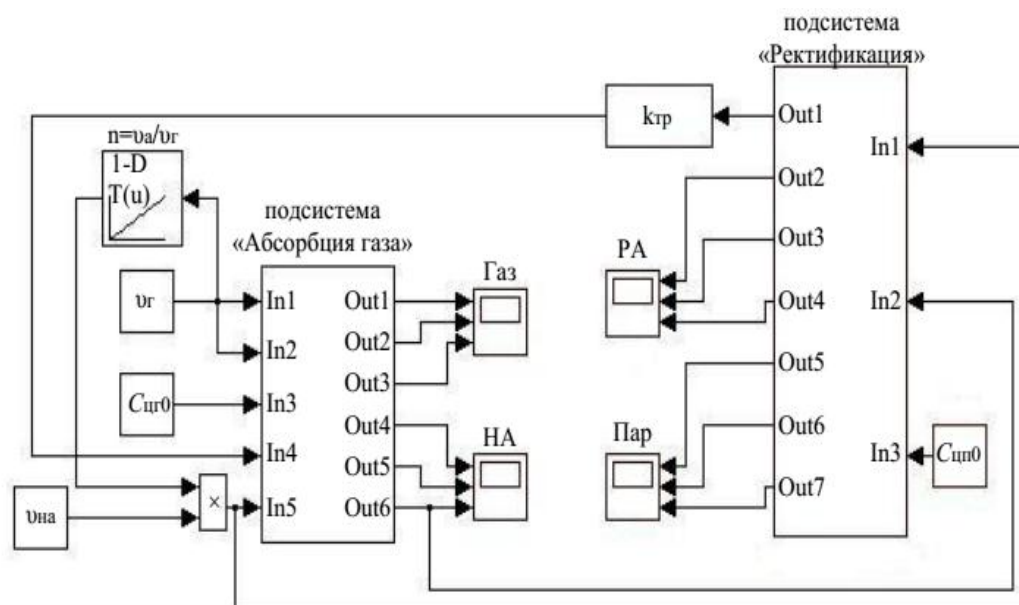 подсистема
«Ректификация»
kтр
Out1
In1
n=υа/υг
1-D
T(u)
Out2
подсистема
«Абсорбция газа»
Out3
РА
Газ
υг
In1
Out1
Out4
In2
In2
Out2
Out5
Cцг0
In3
Out3
Out4
НА
Пар
Out6
In4
In3
Cцп0
Out5
Out7
υна
×
In5
Out6